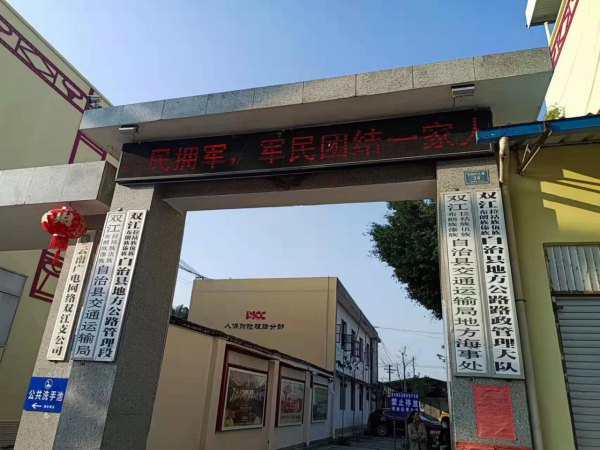 民拥军，军民团结一家人
云南广电网络双江支公司
双江拉祜族佤族布朗族傣族自治县交通运输局
双江拉祜族佤族布朗族傣族自治县地方公路管理段
双江拉祜族佤族布朗族傣族自治县交通运输局地方海事处
双江拉祜族佤族布朗族傣族自治县地方公路路政管理大队
PICC
人保财险理赔分部
公共洗手池
禁止停放